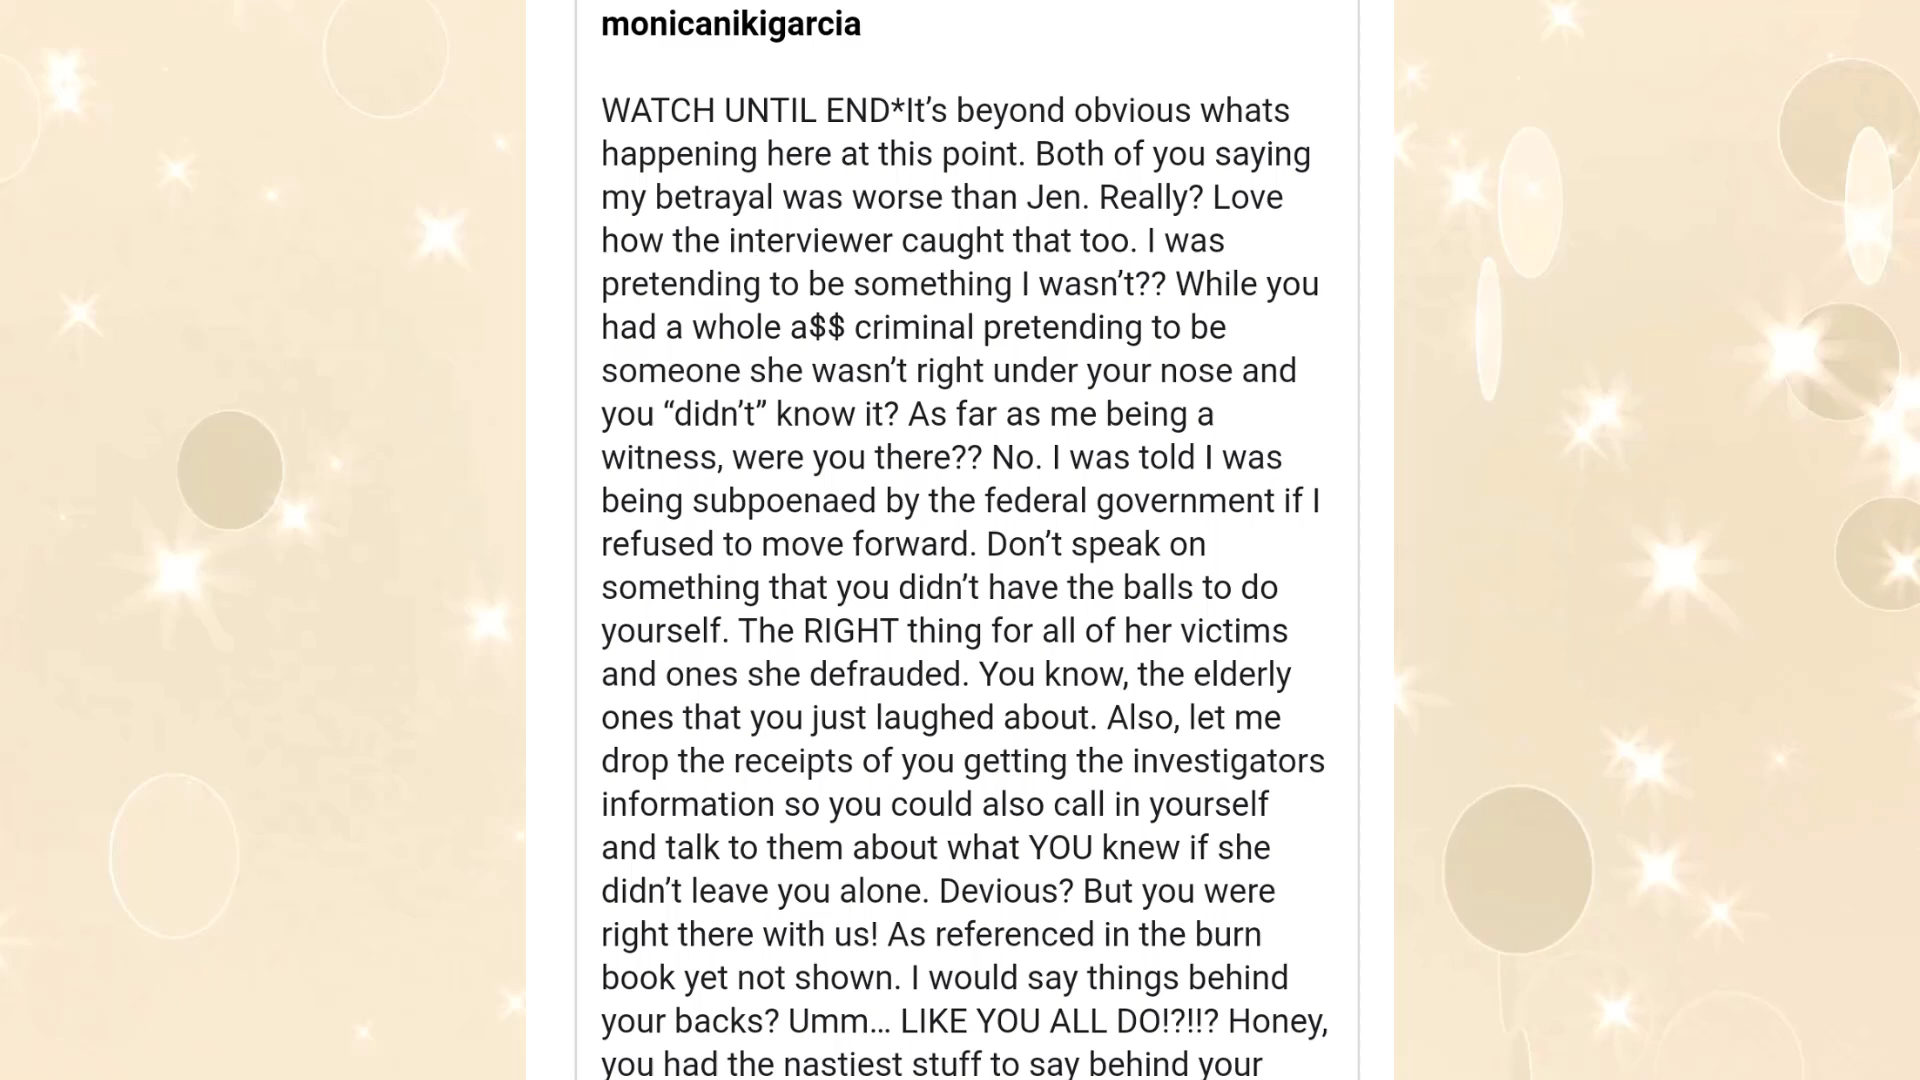 monicanikigarcia
WATCH UNTIL END*It’s beyond obvious whats
happening here at this point. Both of you saying
my betrayal was worse than Jen. Really? Love
how the interviewer caught that too. I was
pretending to be something I wasn’t?? While you
had a whole a$$ criminal pretending to be
someone she wasn’t right under your nose and
you “didn’t” know it? As far as me being a
witness, were you there?? No. I was told I was
being subpoenaed by the federal government if I
refused to move forward. Don’t speak on
something that you didn’t have the balls to do
yourself. The RIGHT thing for all of her victims
and ones she defrauded. You know, the elderly
ones that you just laughed about. Also, let me
drop the receipts of you getting the investigators
information so you could also call in yourself
and talk to them about what YOU knew if she
didn’t leave you alone. Devious? But you were
right there with us! As referenced in the burn
book yet not shown. I would say things behind
your backs? Umm… LIKE YOU ALL DO!?!!? Honey,
you had the nastiest stuff to say behind your